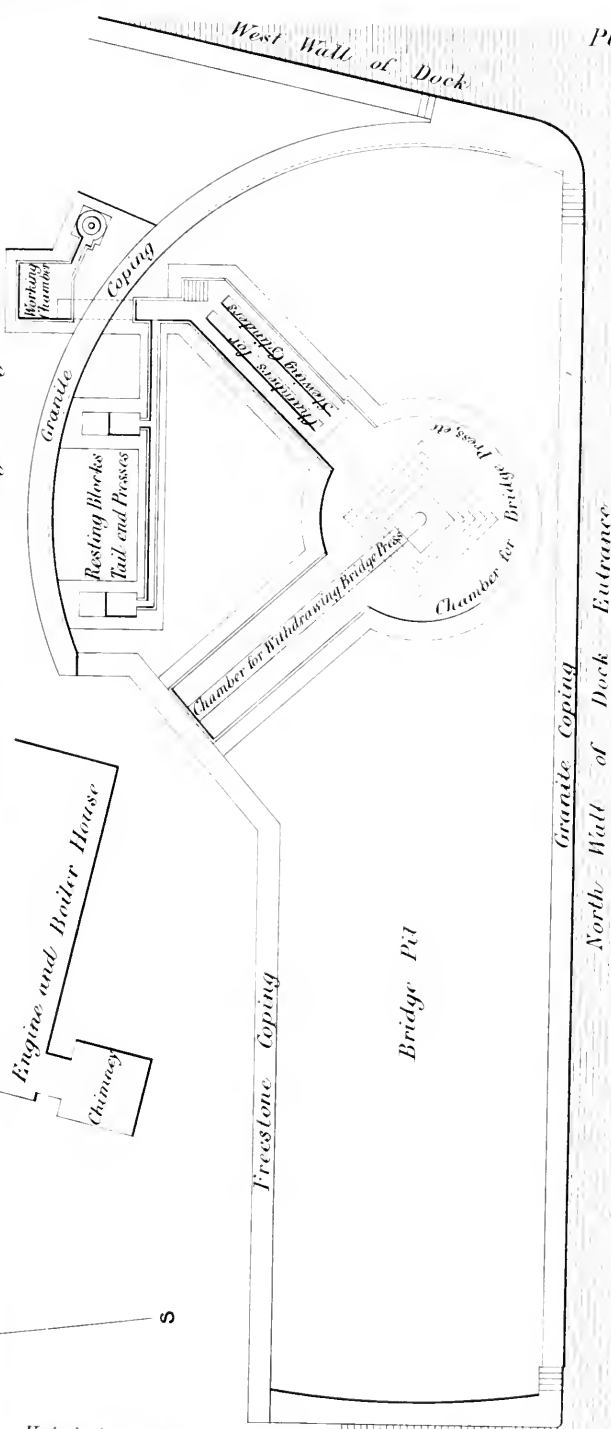 West Wall of Dock
Working
Chamber
Granite Coping
Resting Blocks
Tail end Presses
Chambers for
Slewing Cylinders
Chamber for Bridge Press, etc
Chamber for Withdrawing Bridge Press
Engine and Boiler House
Chimney
Freestone Coping
Bridge Pit
Granite Coping
North Wall of Dock Entrance
S